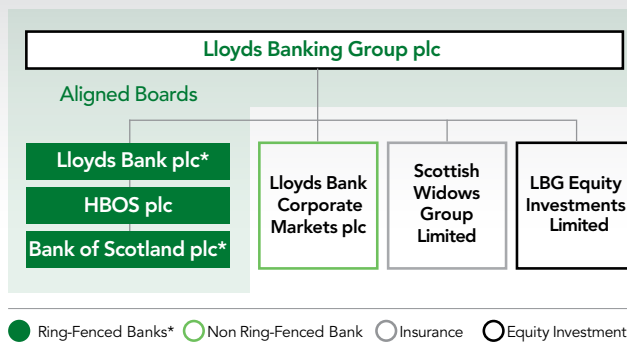 Lloyds Banking Group plc
Aligned Boards
Lloyds Bank plc*
HBOS plc
Bank of Scotland plc*
Lloyds Bank
Corporate
Markets plc
Scottish
Widows
Group
Limited
LBG Equity
Investments
Limited
Ring-Fenced Banks* Non Ring-Fenced Bank Insurance Equity Investment